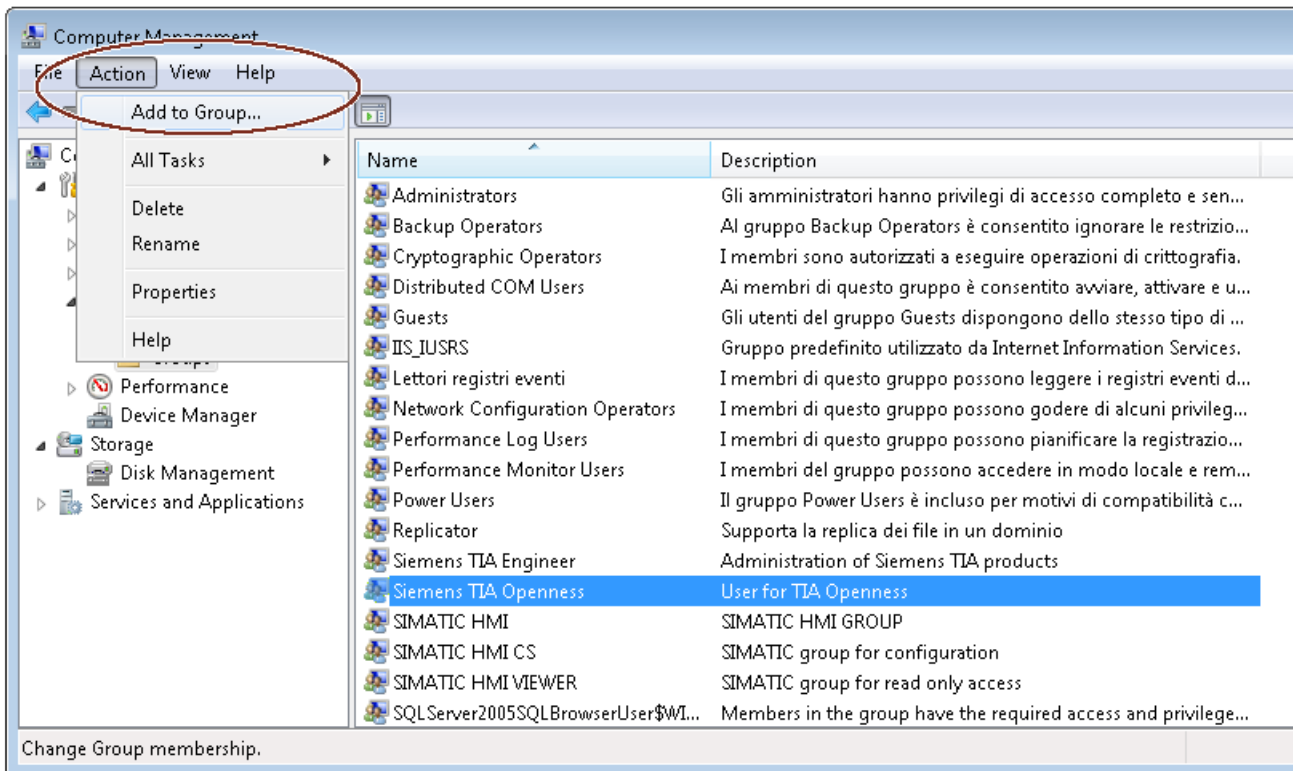 Computer Management
File Action View Help
Add to Group...
All Tasks
Delete
Rename
Properties
Help
Groups
Performance
Device Manager
Storage
Disk Management
Services and Applications
Name Description
Administrators Gli amministratori hanno privilegi di accesso completo e sen...
Backup Operators Al gruppo Backup Operators è consentito ignorare le restrizio...
Cryptographic Operators I membri sono autorizzati a eseguire operazioni di crittografia.
Distributed COM Users Ai membri di questo gruppo è consentito avviare, attivare e u...
Guests Gli utenti del gruppo Guests dispongono dello stesso tipo di ...
IIS_IUSRS Gruppo predefinito utilizzato da Internet Information Services.
Lettori registri eventi I membri di questo gruppo possono leggere i registri eventi d...
Network Configuration Operators I membri di questo gruppo possono godere di alcuni privileg...
Performance Log Users I membri di questo gruppo possono pianificare la registrazio...
Performance Monitor Users I membri del gruppo possono accedere in modo locale e rem...
Power Users Il gruppo Power Users è incluso per motivi di compatibilità c...
Replicator Supporta la replica dei file in un dominio
Siemens TIA Engineer Administration of Siemens TIA products
Siemens TIA Openness User for TIA Openness
SIMATIC HMI SIMATIC HMI GROUP
SIMATIC HMI CS SIMATIC group for configuration
SIMATIC HMI VIEWER SIMATIC group for read only access
SQLServer2005SQLBrowserUser$WI... Members in the group have the required access and privilege...
Change Group membership.